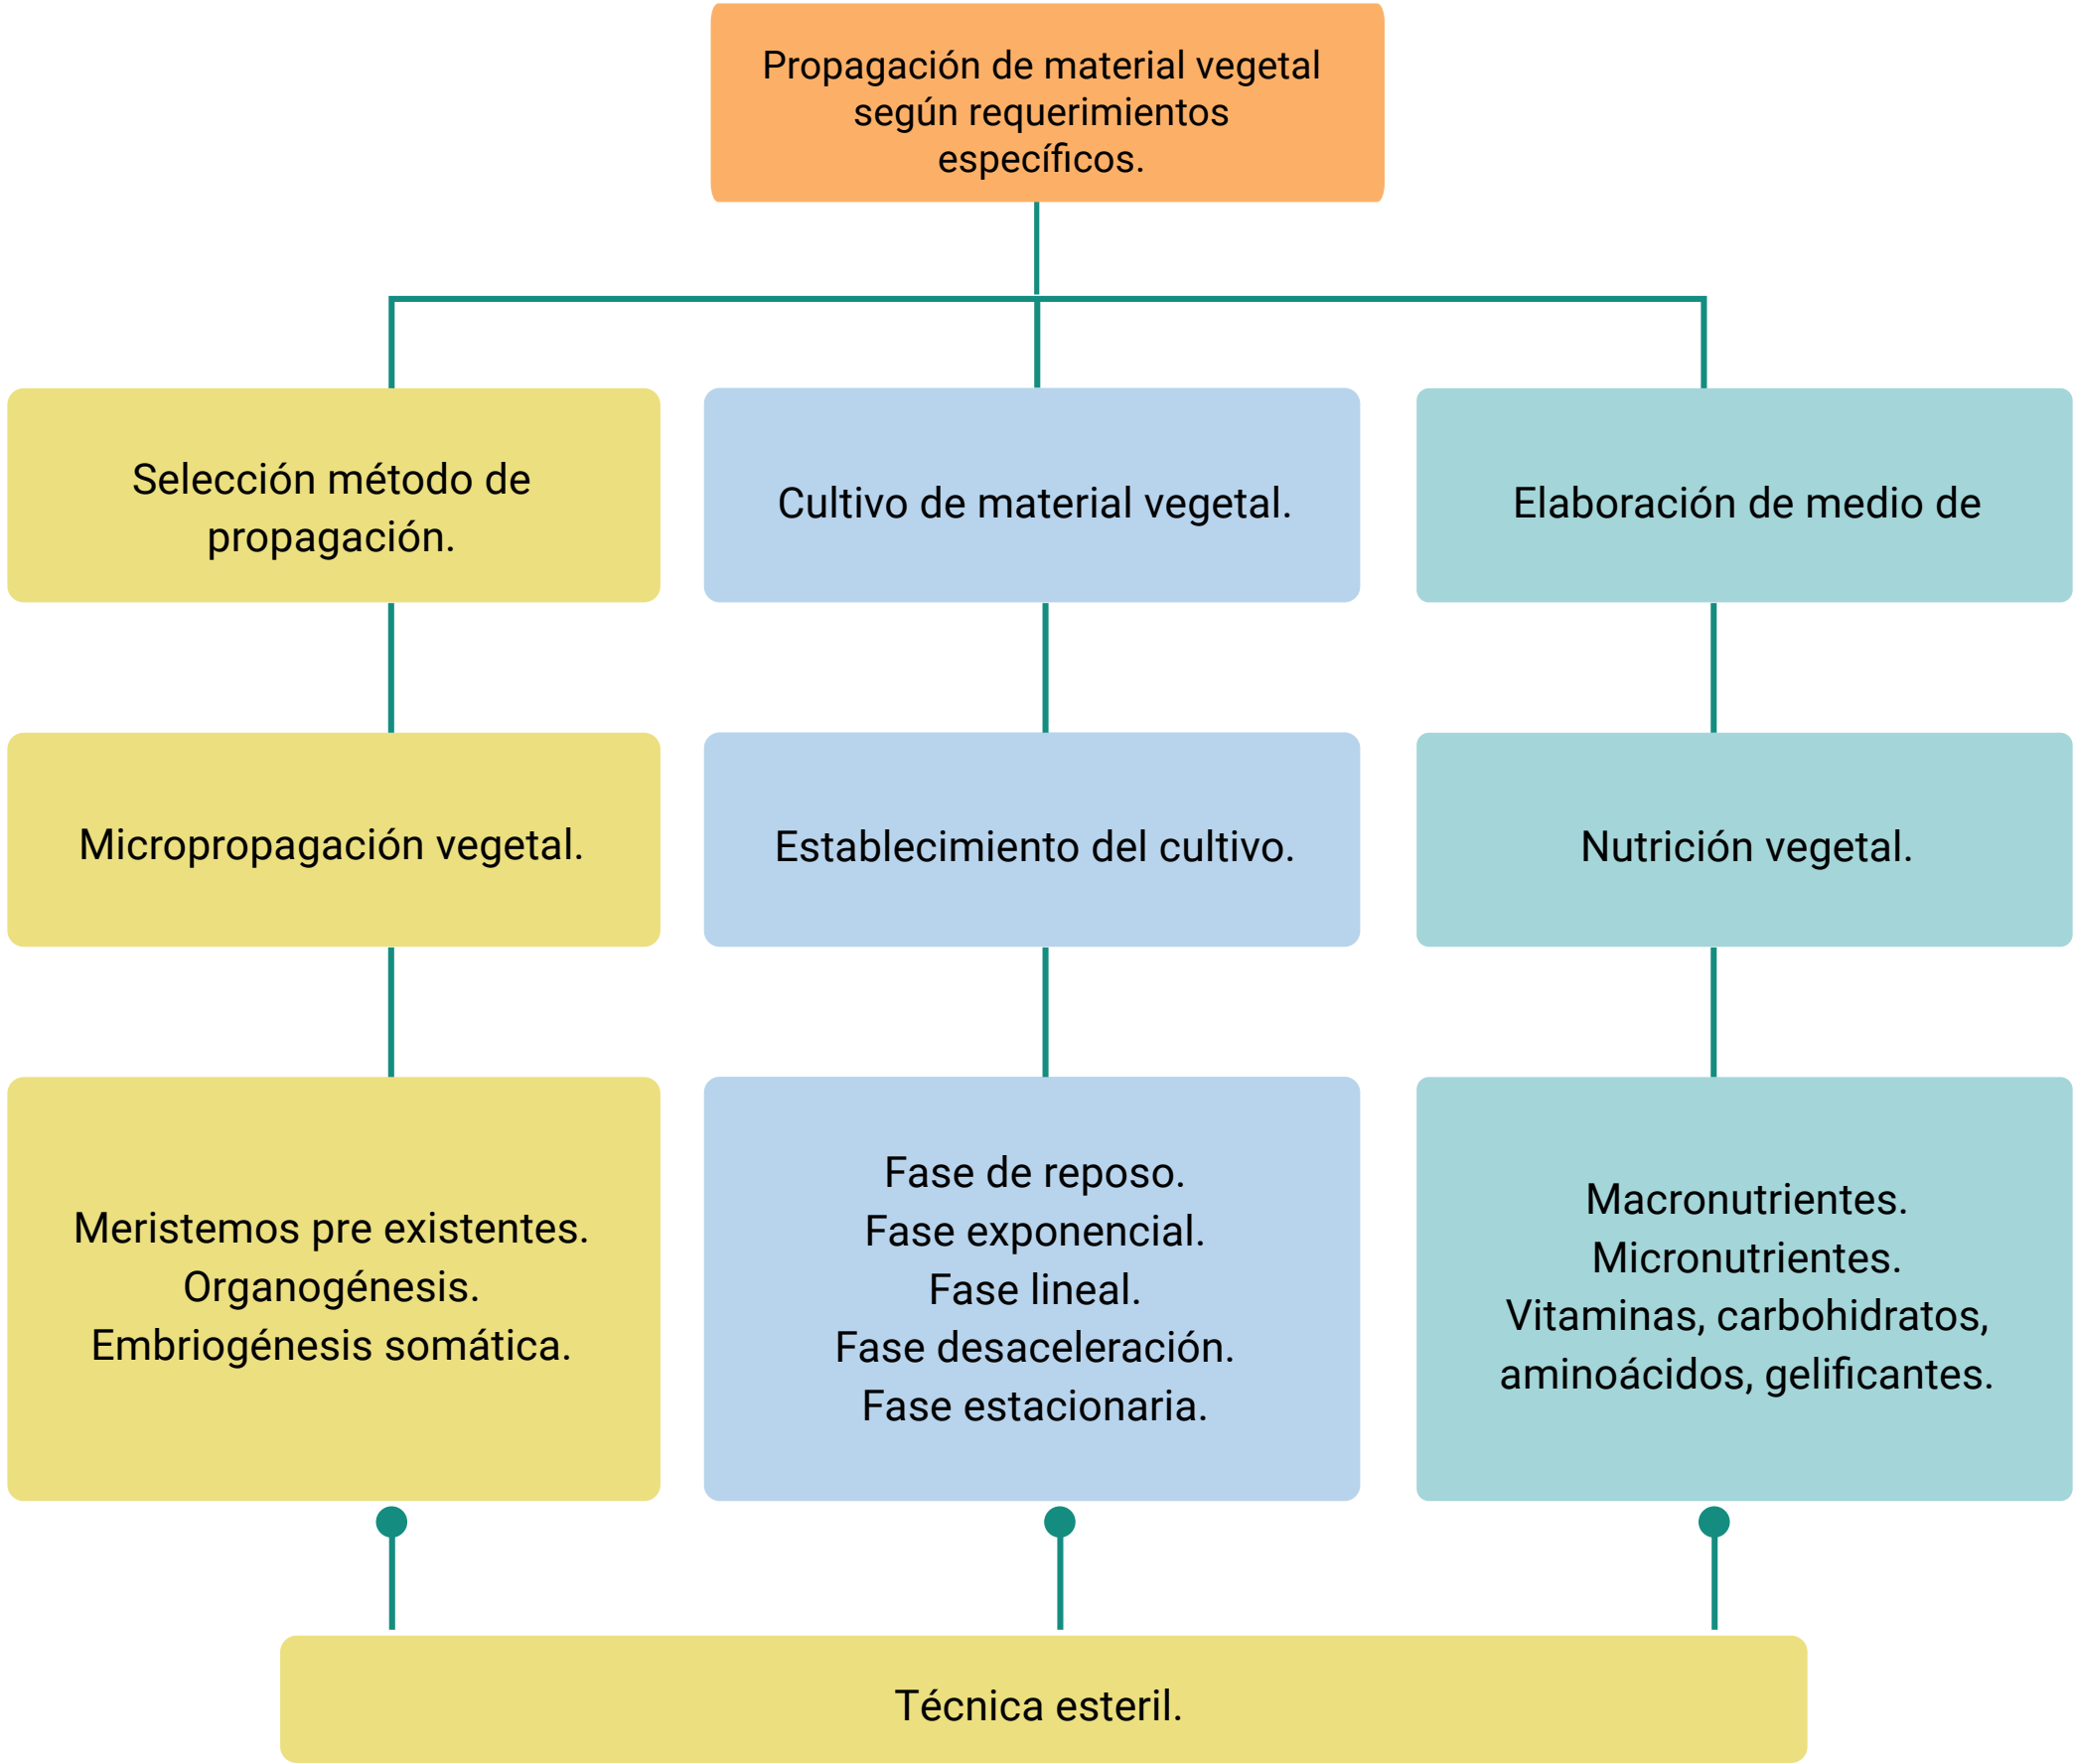 Propagación de material vegetal
según requerimientos
específicos.
Selección método de
propagación.
Cultivo de material vegetal.
Elaboración de medio de
Micropropagación vegetal.
Establecimiento del cultivo.
Nutrición vegetal.
Meristemos pre existentes.
Organogénesis.
Embriogénesis somática.
Fase de reposo.
Fase exponencial.
Fase lineal.
Fase desaceleración.
Fase estacionaria.
Macronutrientes.
Micronutrientes.
Vitaminas, carbohidratos,
aminoácidos, gelificantes.
Técnica esteril.